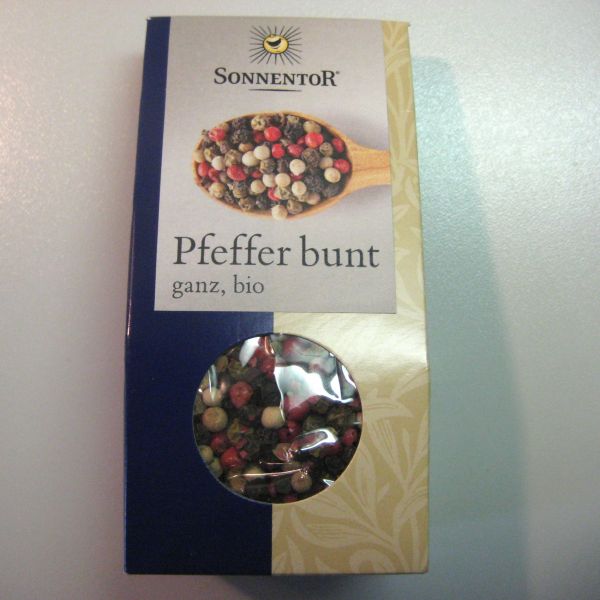 SONNENTOR®
Pfeffer bunt
ganz, bio